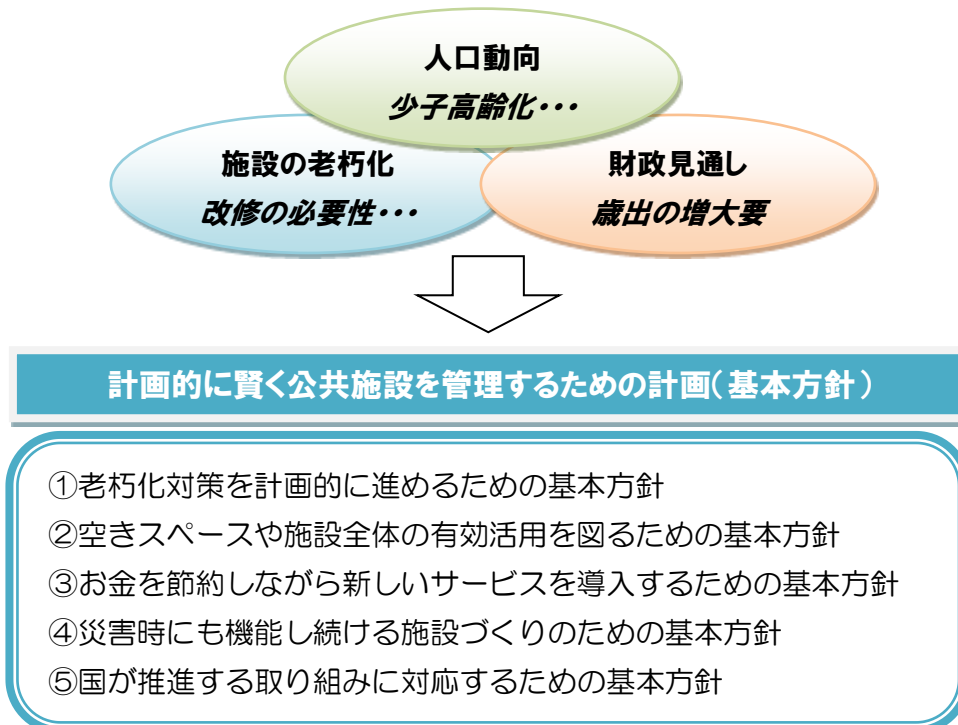 人口動向
少子高齢化・・・
施設の老朽化
改修の必要性・・・
財政見通し
歳出の増大要
計画的に賢く公共施設を管理するための計画（基本方針）
①老朽化対策を計画的に進めるための基本方針
②空きスペースや施設全体の有効活用を図るための基本方針
③お金を節約しながら新しいサービスを導入するための基本方針
④災害時にも機能し続ける施設づくりのための基本方針
⑤国が推進する取り組みに対応するための基本方針